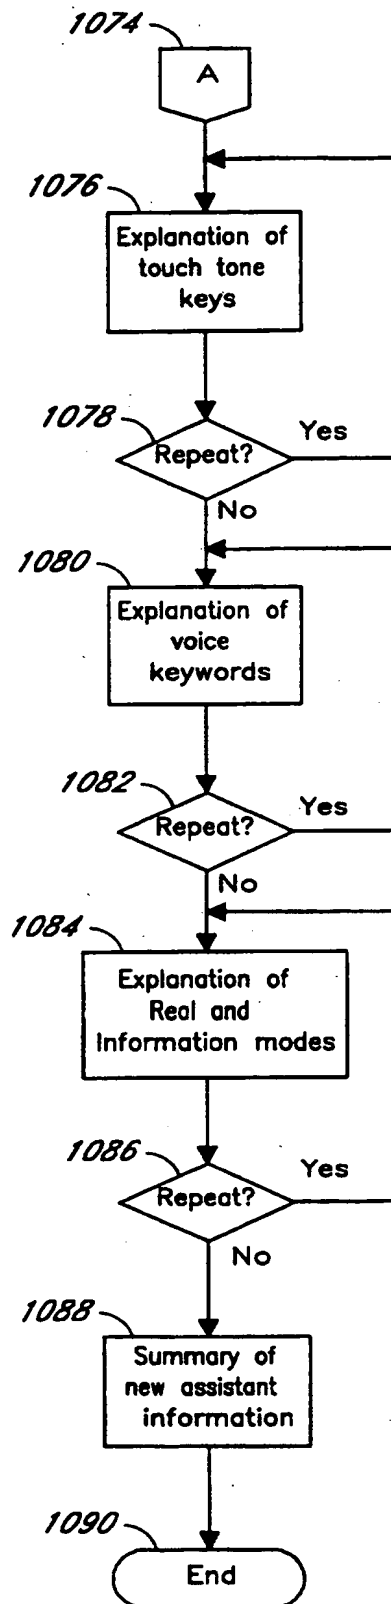 1074
A
1076
Explanation of
touch tone
keys
1078
Repeat?
Yes
No
1080
Explanation of
voice
keywords
1082
Repeat?
Yes
No
1084
Explanation of
Real and
Information modes
1086
Repeat?
Yes
No
1088
Summary of
new assistant
information
1090
End